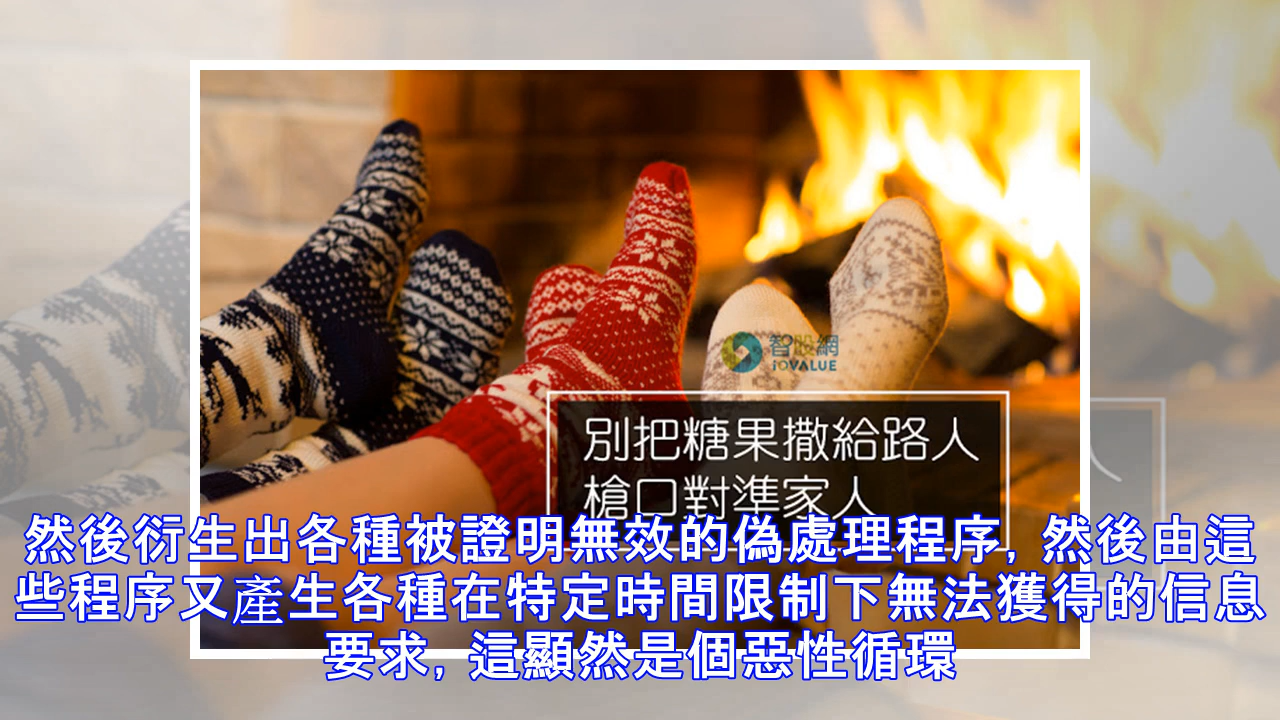 智股網
iOVALUE
別把糖果撒給路人
槍口對準家人
人
然後衍生出各種被證明無效的偽處理程序, 然後由這
些程序又產生各種在特定時間限制下無法獲得的信息
要求, 這顯然是個惡性循環